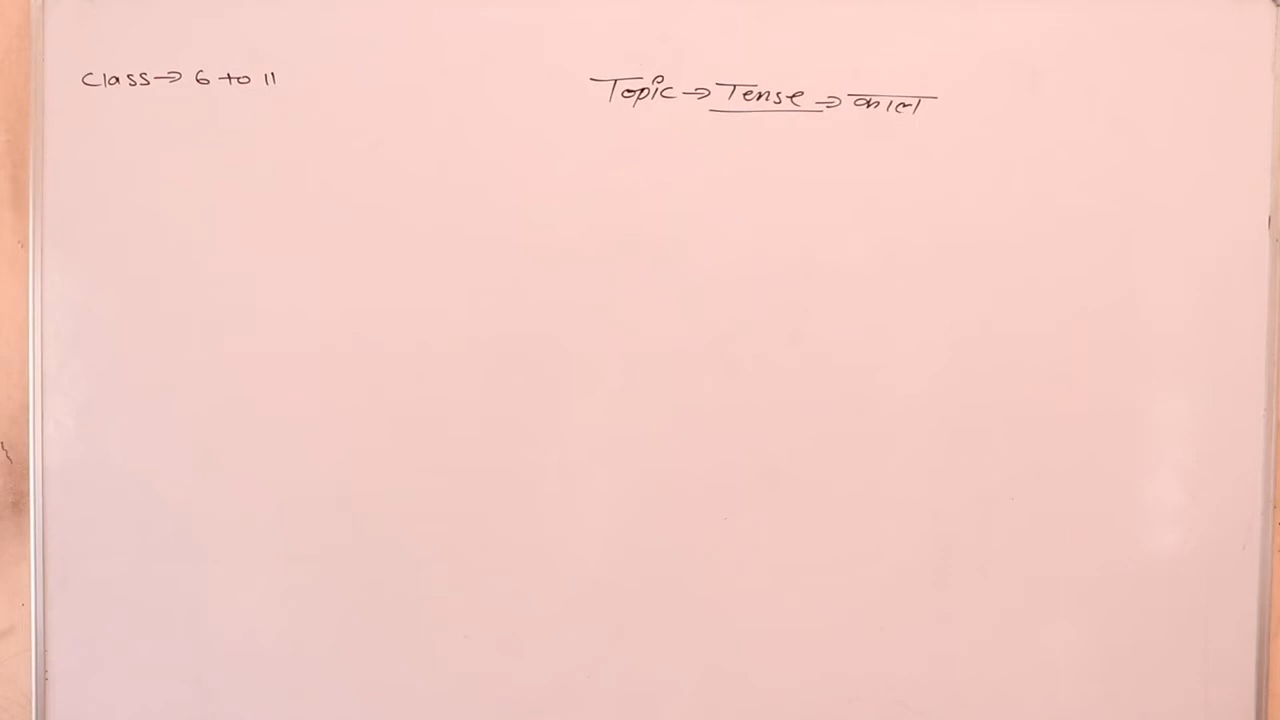 Class→ 6 to 11
Topic → Tense → काल